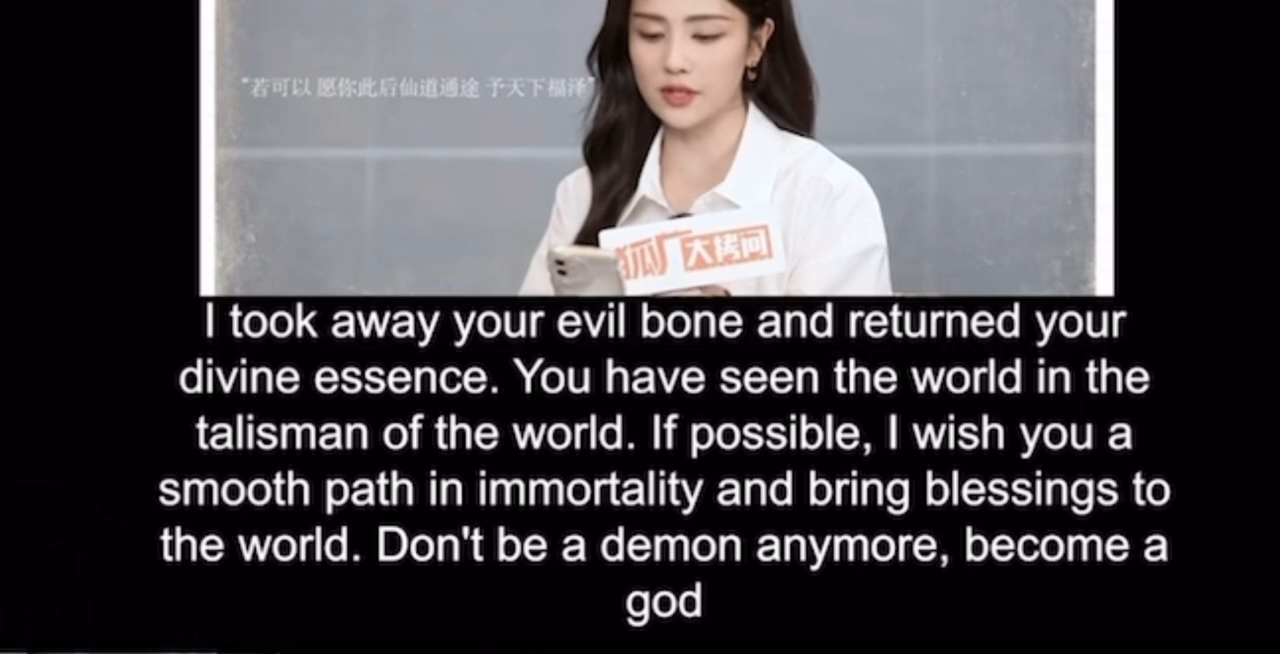 “若可以 愿你此后仙道通途 予天下福泽”
狐厂大拷问
I took away your evil bone and returned your
divine essence. You have seen the world in the
talisman of the world. If possible, I wish you a
smooth path in immortality and bring blessings to
the world. Don't be a demon anymore, become a
god